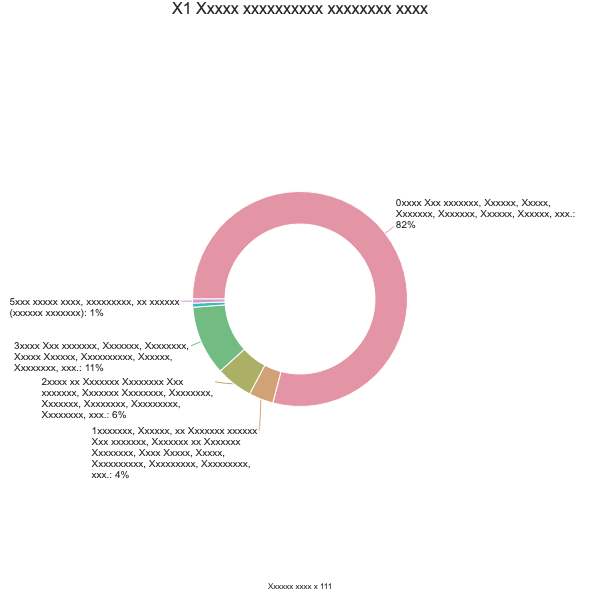 X1 Xxxxx xxxxxxxxxx xxxxxxxx xxxx
0xxxx Xxx xxxxxxx, Xxxxxx, Xxxxx,
Xxxxxxx, Xxxxxxx, Xxxxxx, Xxxxxx, xxx.:
82%
5xxx xxxxx xxxx, xxxxxxxxx, xx xxxxxx
(xxxxxx xxxxxxx): 1%
3xxxx Xxx xxxxxxx, Xxxxxxx, Xxxxxxxx,
Xxxxx Xxxxxx, Xxxxxxxxxx, Xxxxxx,
Xxxxxxxx, xxx.: 11%
2xxxx xx Xxxxxxx Xxxxxxxx Xxx
xxxxxxx, Xxxxxxx Xxxxxxxx, Xxxxxxxx,
Xxxxxxx, Xxxxxxxx, Xxxxxxxxx,
Xxxxxxxx, xxx.: 6%
1xxxxxxx, Xxxxxx, xx Xxxxxxx xxxxxx
Xxx xxxxxxx, Xxxxxxx xx Xxxxxxx
Xxxxxxxx, Xxxx Xxxxx, Xxxxx,
Xxxxxxxxxx, Xxxxxxxxx, Xxxxxxxxx,
xxx.: 4%
Xxxxxx xxxx x 111